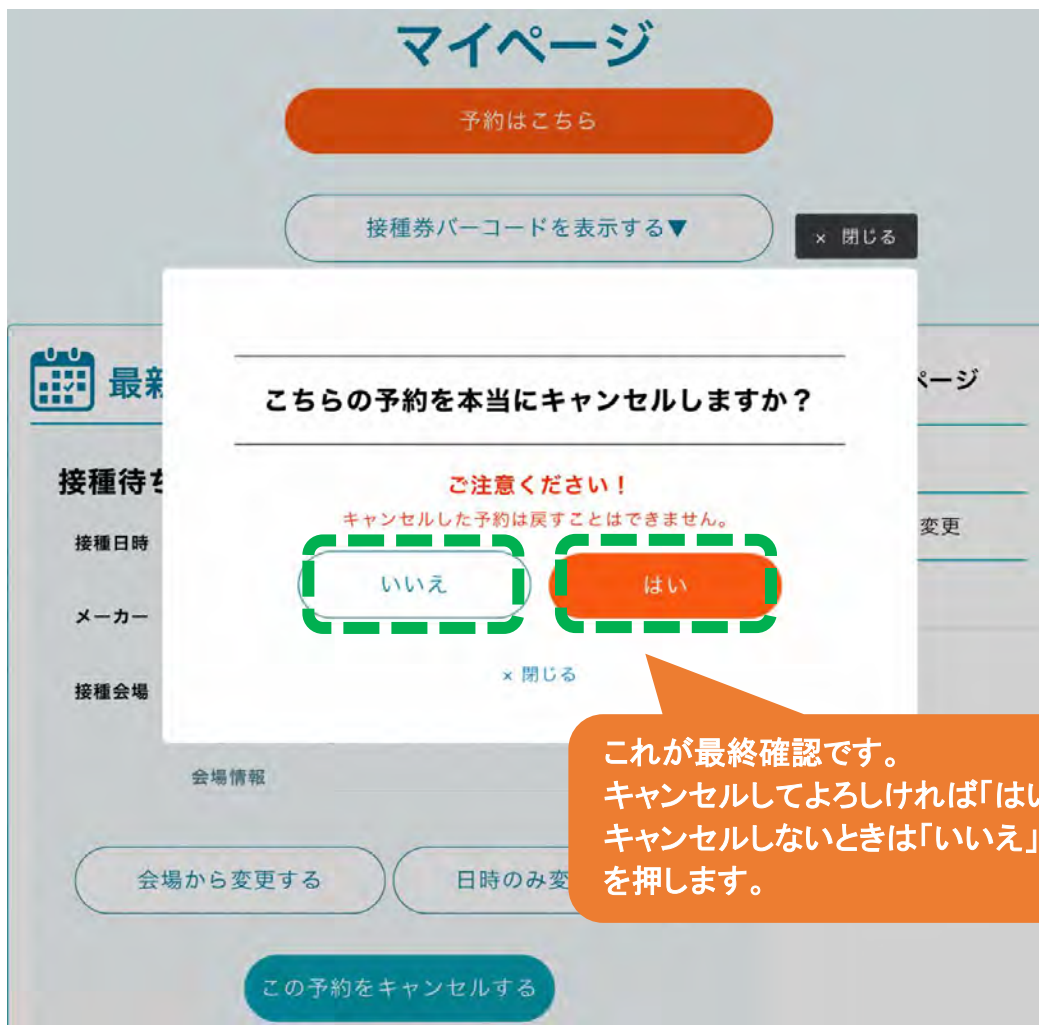 マイページ
予約はこちら
接種券バーコードを表示する▼
× 閉じる
最新
ページ
こちらの予約を本当にキャンセルしますか？
接種待ち
ご注意ください！
キャンセルした予約は戻すことはできません。
接種日時
変更
いいえ
はい
メーカー
× 閉じる
接種会場
これが最終確認です。
キャンセルしてよろしければ「はい
キャンセルしないときは「いいえ」
を押します。
会場情報
会場から変更する
日時のみ変
この予約をキャンセルする